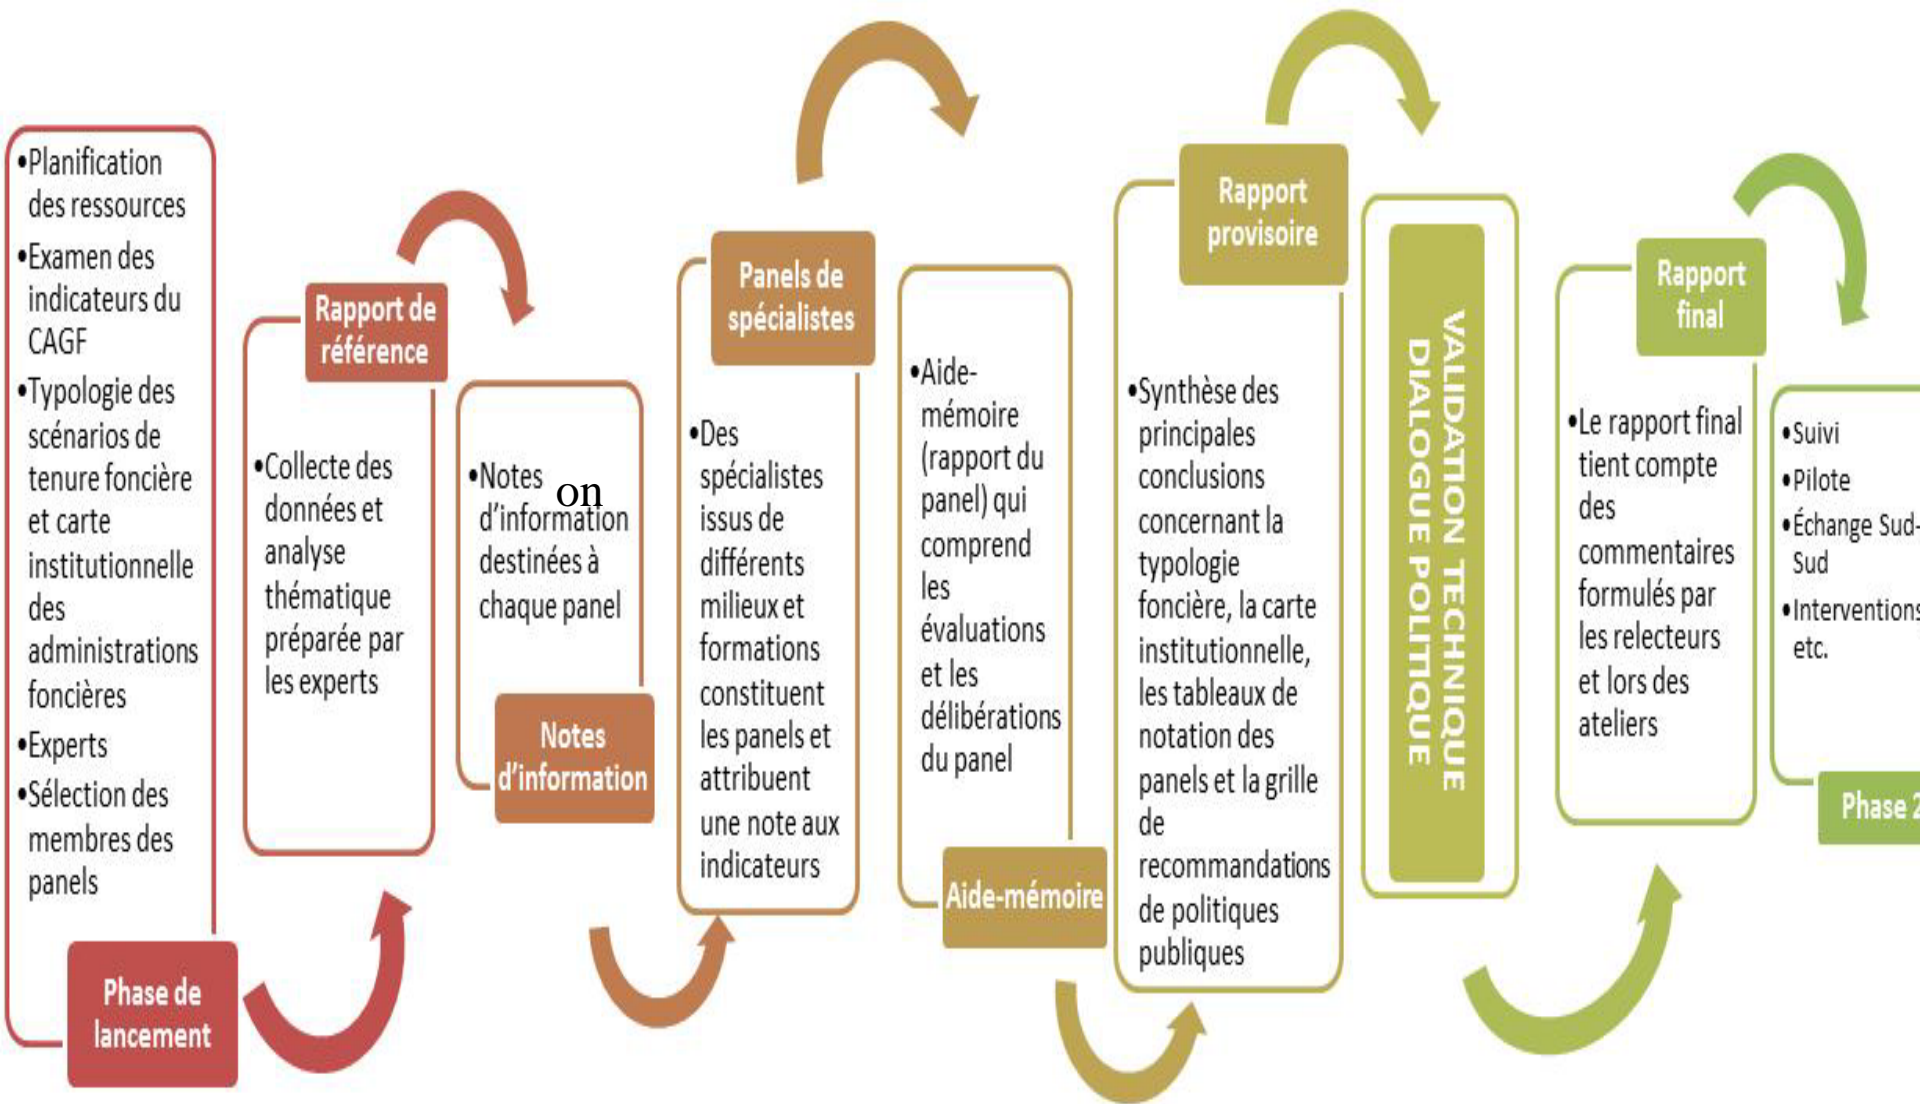 •Planification
des ressources
•Examen des
indicateurs du
CAGF
•Typologie des
scénarios de
tenure foncière
et carte
institutionnelle
des
administrations
foncières
•Experts
•Sélection des
membres des
panels
Phase de
lancement
Rapport de
référence
•Collecte des
données et
analyse
thématique
préparée par
les experts
•Notes
on
d’information
destinées à
chaque panel
Notes
d’information
Panels de
spécialistes
•Des
spécialistes
issus de
différents
milieux et
formations
constituent
les panels et
attribuent
une note aux
indicateurs
•Aide-
mémoire
(rapport du
panel) qui
comprend
les
évaluations
et les
délibérations
du panel
Aide-mémoire
Rapport
provisoire
•Synthèse des
principales
conclusions
concernant la
typologie
foncière, la carte
institutionnelle,
les tableaux de
notation des
panels et la grille
de
recommandations
de politiques
publiques
VALIDATION TECHNIQUE
DIALOGUE POLITIQUE
Rapport
final
•Le rapport final
tient compte
des
commentaires
formulés par
les relecteurs
et lors des
ateliers
•Suivi
•Pilote
•Échange Sud-
Sud
•Interventions
etc.
Phase 2